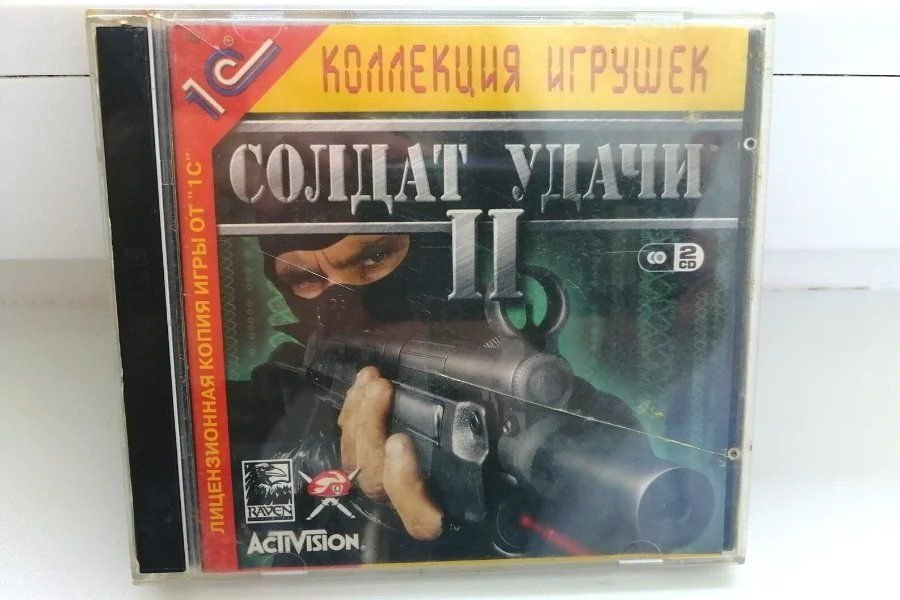 1С®
КОЛЛЕКЦИЯ ИГРУШЕК
СОЛДАТ УДАЧИ
II
2
CD
ЛИЦЕНЗИОННАЯ КОПИЯ ИГРЫ ОТ "1С"
RAVEN
ACTIVISION